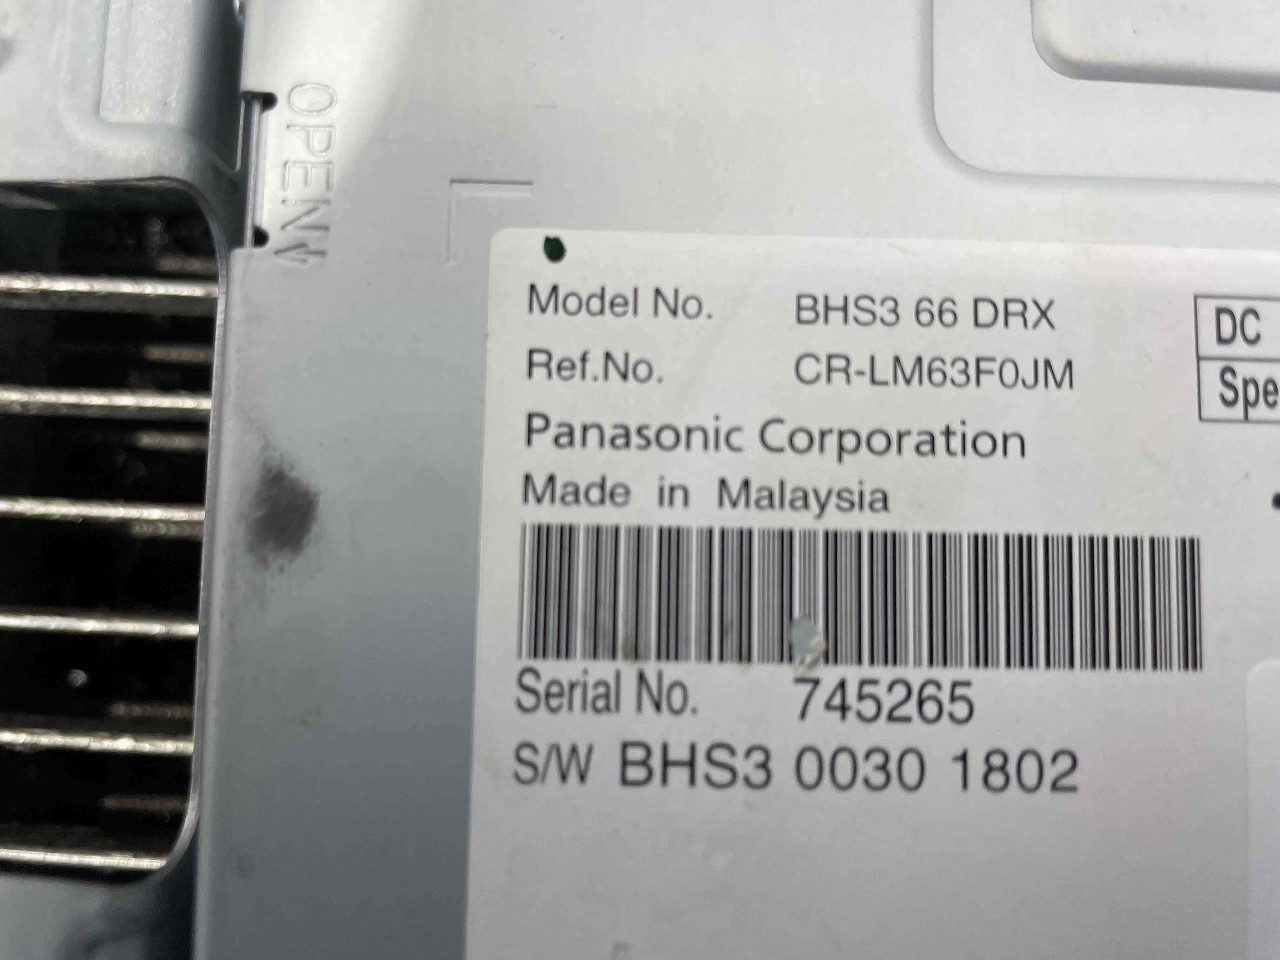 OPEN
Model No. BHS3 66 DRX
Ref.No. CR-LM63F0JM
Panasonic Corporation
Made in Malaysia
Serial No. 745265
S/W BHS3 0030 1802
DC
Spe